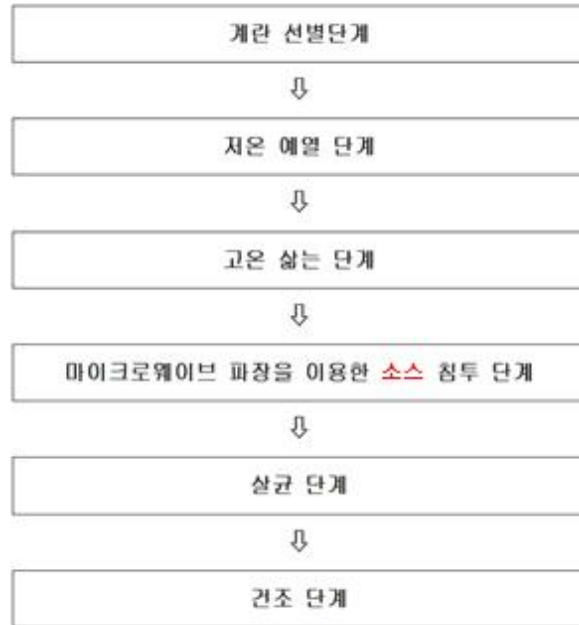 계란 선별단계
⇩
저온 예열 단계
⇩
고온 삶는 단계
⇩
마이크로웨이브 파장을 이용한 소스 침투 단계
⇩
살균 단계
⇩
건조 단계